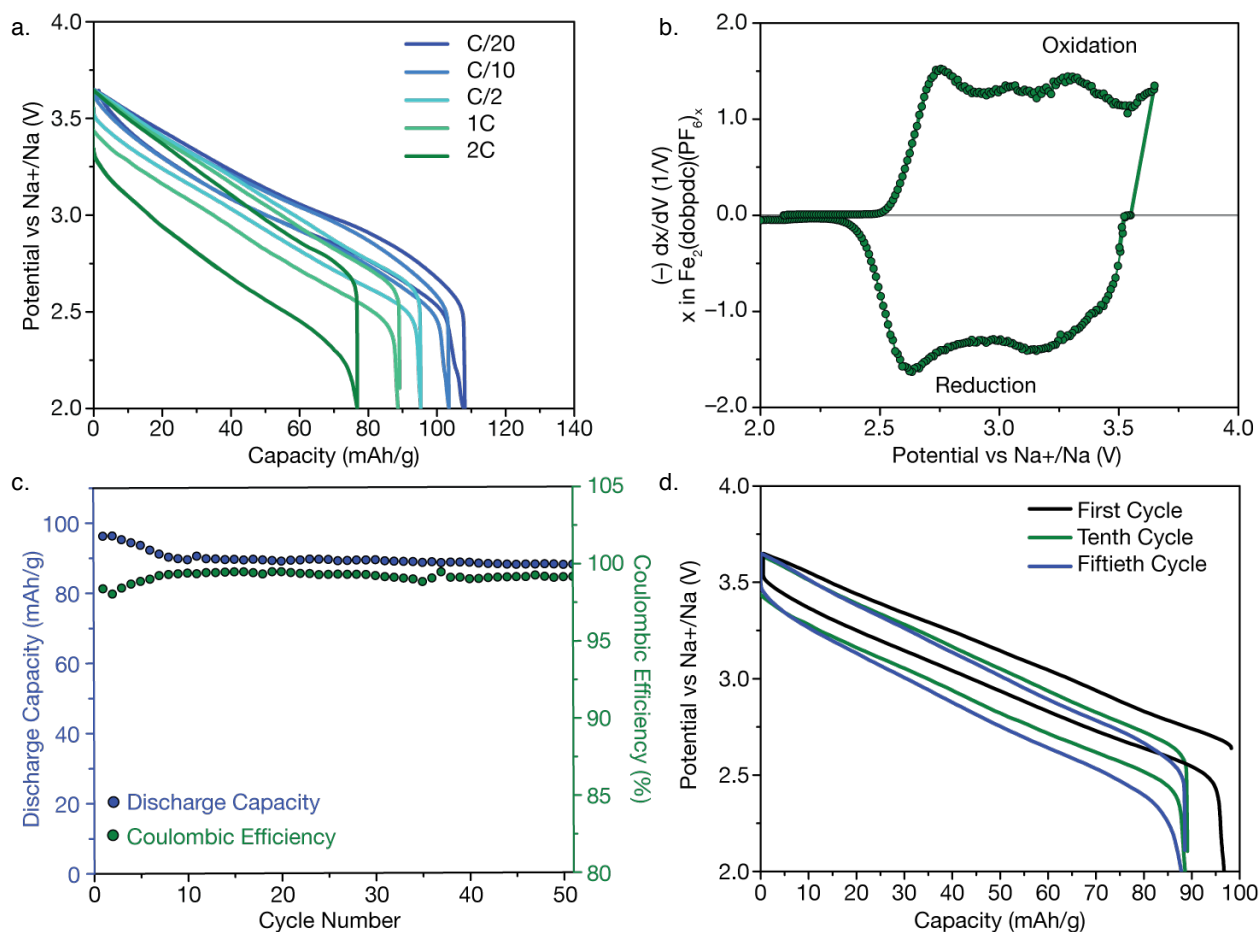 a.
4.0
3.5
3.0
2.5
2.0
Potential vs Na+/Na (V)
C/20
C/10
C/2
1C
2C
0 20 40 60 80 100 120 140
Capacity (mAh/g)
b.
2.0
1.0
0.0
−1.0
−2.0
(−) dx/dV (1/V)
x in Fe2(dobpdc)(PF6)x
Oxidation
Reduction
2.0 2.5 3.0 3.5 4.0
Potential vs Na+/Na (V)
c.
100
80
60
40
20
0
Discharge Capacity (mAh/g)
Discharge Capacity
Coulombic Efficiency
105
100
95
90
85
80
Coulombic Efficiency (%)
0 10 20 30 40 50
Cycle Number
d.
4.0
3.5
3.0
2.5
2.0
Potential vs Na+/Na (V)
First Cycle
Tenth Cycle
Fiftieth Cycle
0 10 20 30 40 50 60 70 80 90 100
Capacity (mAh/g)